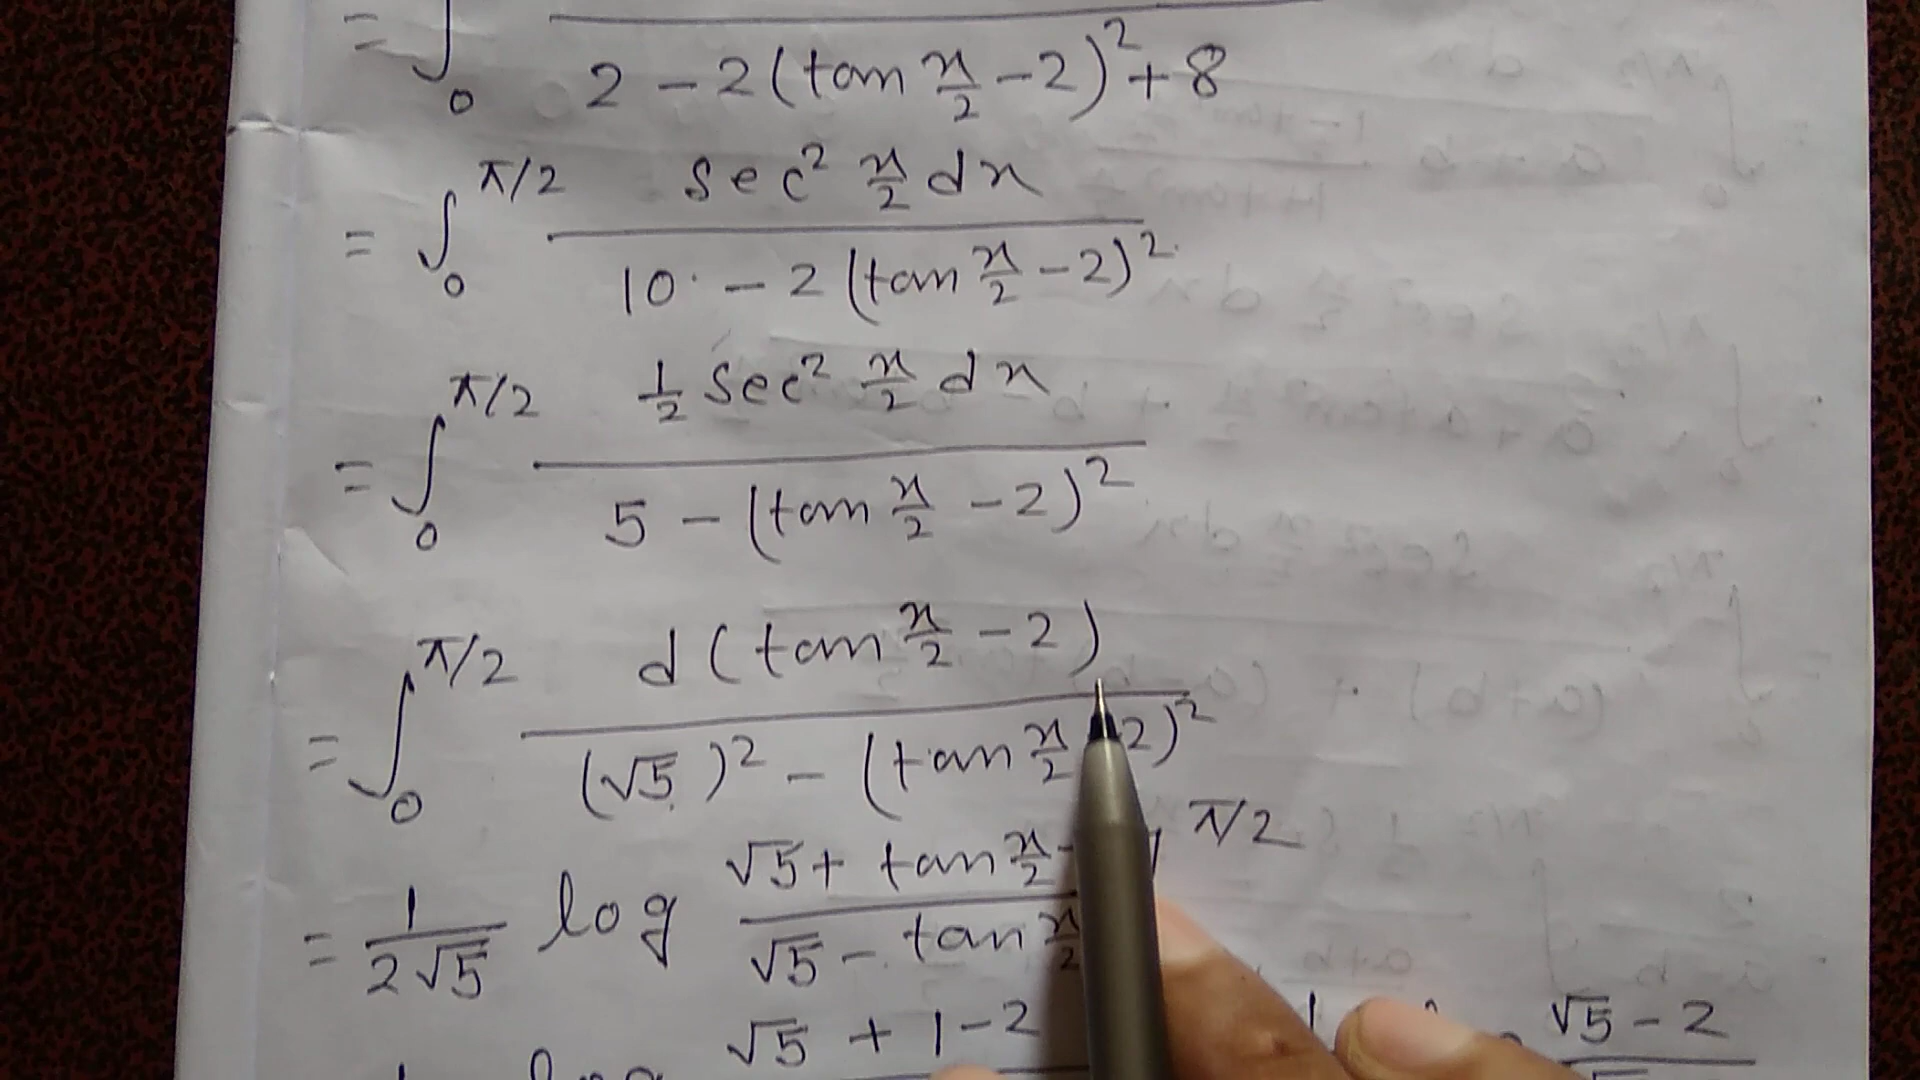 = ∫₀ 2 - 2(tan x/2 - 2)² + 8
= ∫₀^π/2 sec² x/2 dx / 10 - 2(tan x/2 - 2)²
= ∫₀^π/2 1/2 sec² x/2 dx / 5 - (tan x/2 - 2)²
= ∫₀^π/2 d(tan x/2 - 2) / (√5)² - (tan x/2 2)²
= 1/2√5 log √5 + tan x/2 - / √5 - tan x/2 π/2
log √5 + 1 - 2 √5 - 2